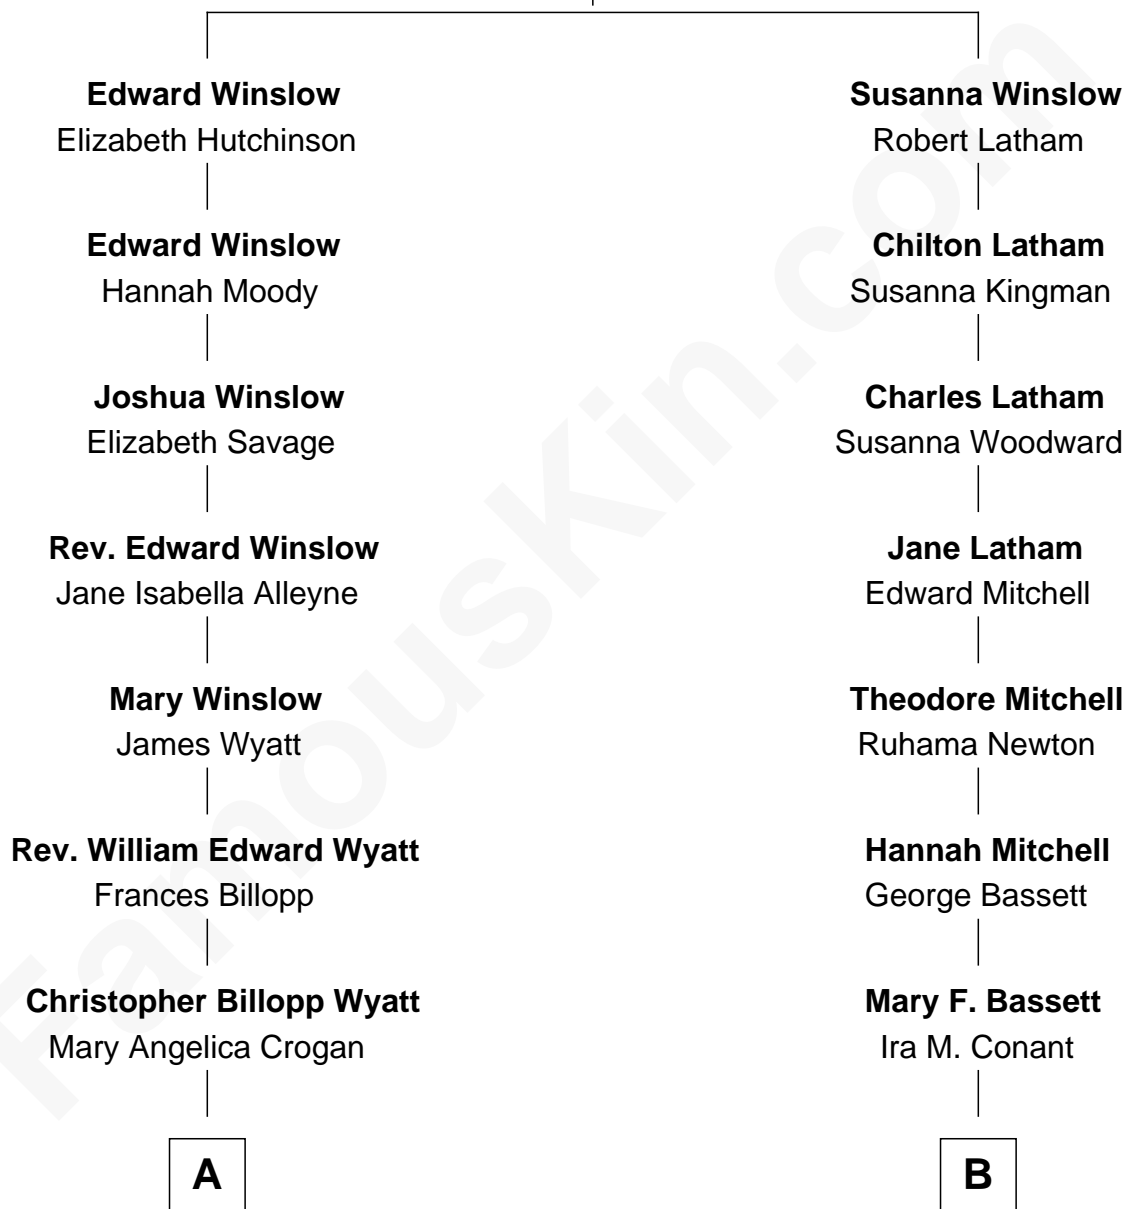 Edward Winslow
Elizabeth Hutchinson
Edward Winslow
Hannah Moody
Joshua Winslow
Elizabeth Savage
Rev. Edward Winslow
Jane Isabella Alleyne
Mary Winslow
James Wyatt
Rev. William Edward Wyatt
Frances Billopp
Christopher Billopp Wyatt
Mary Angelica Crogan
A
Susanna Winslow
Robert Latham
Chilton Latham
Susanna Kingman
Charles Latham
Susanna Woodward
Jane Latham
Edward Mitchell
Theodore Mitchell
Ruhama Newton
Hannah Mitchell
George Bassett
Mary F. Bassett
Ira M. Conant
B
FamousKin.com